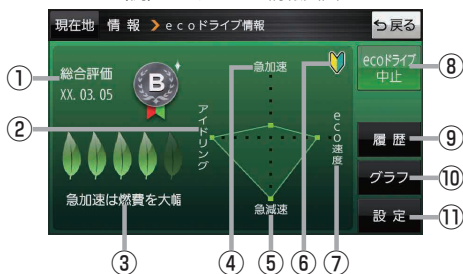 現在地 情報 ecoドライブ情報 戻る
① 総合評価
XX. 03. 05
B
④ 急加速
⑥
ecoドライブ
中止 ⑧
② アイドリング
eco速度
履歴 ⑨
グラフ ⑩
設定 ⑪
急加速は燃費を大幅
急減速
③ ⑤ ⑦